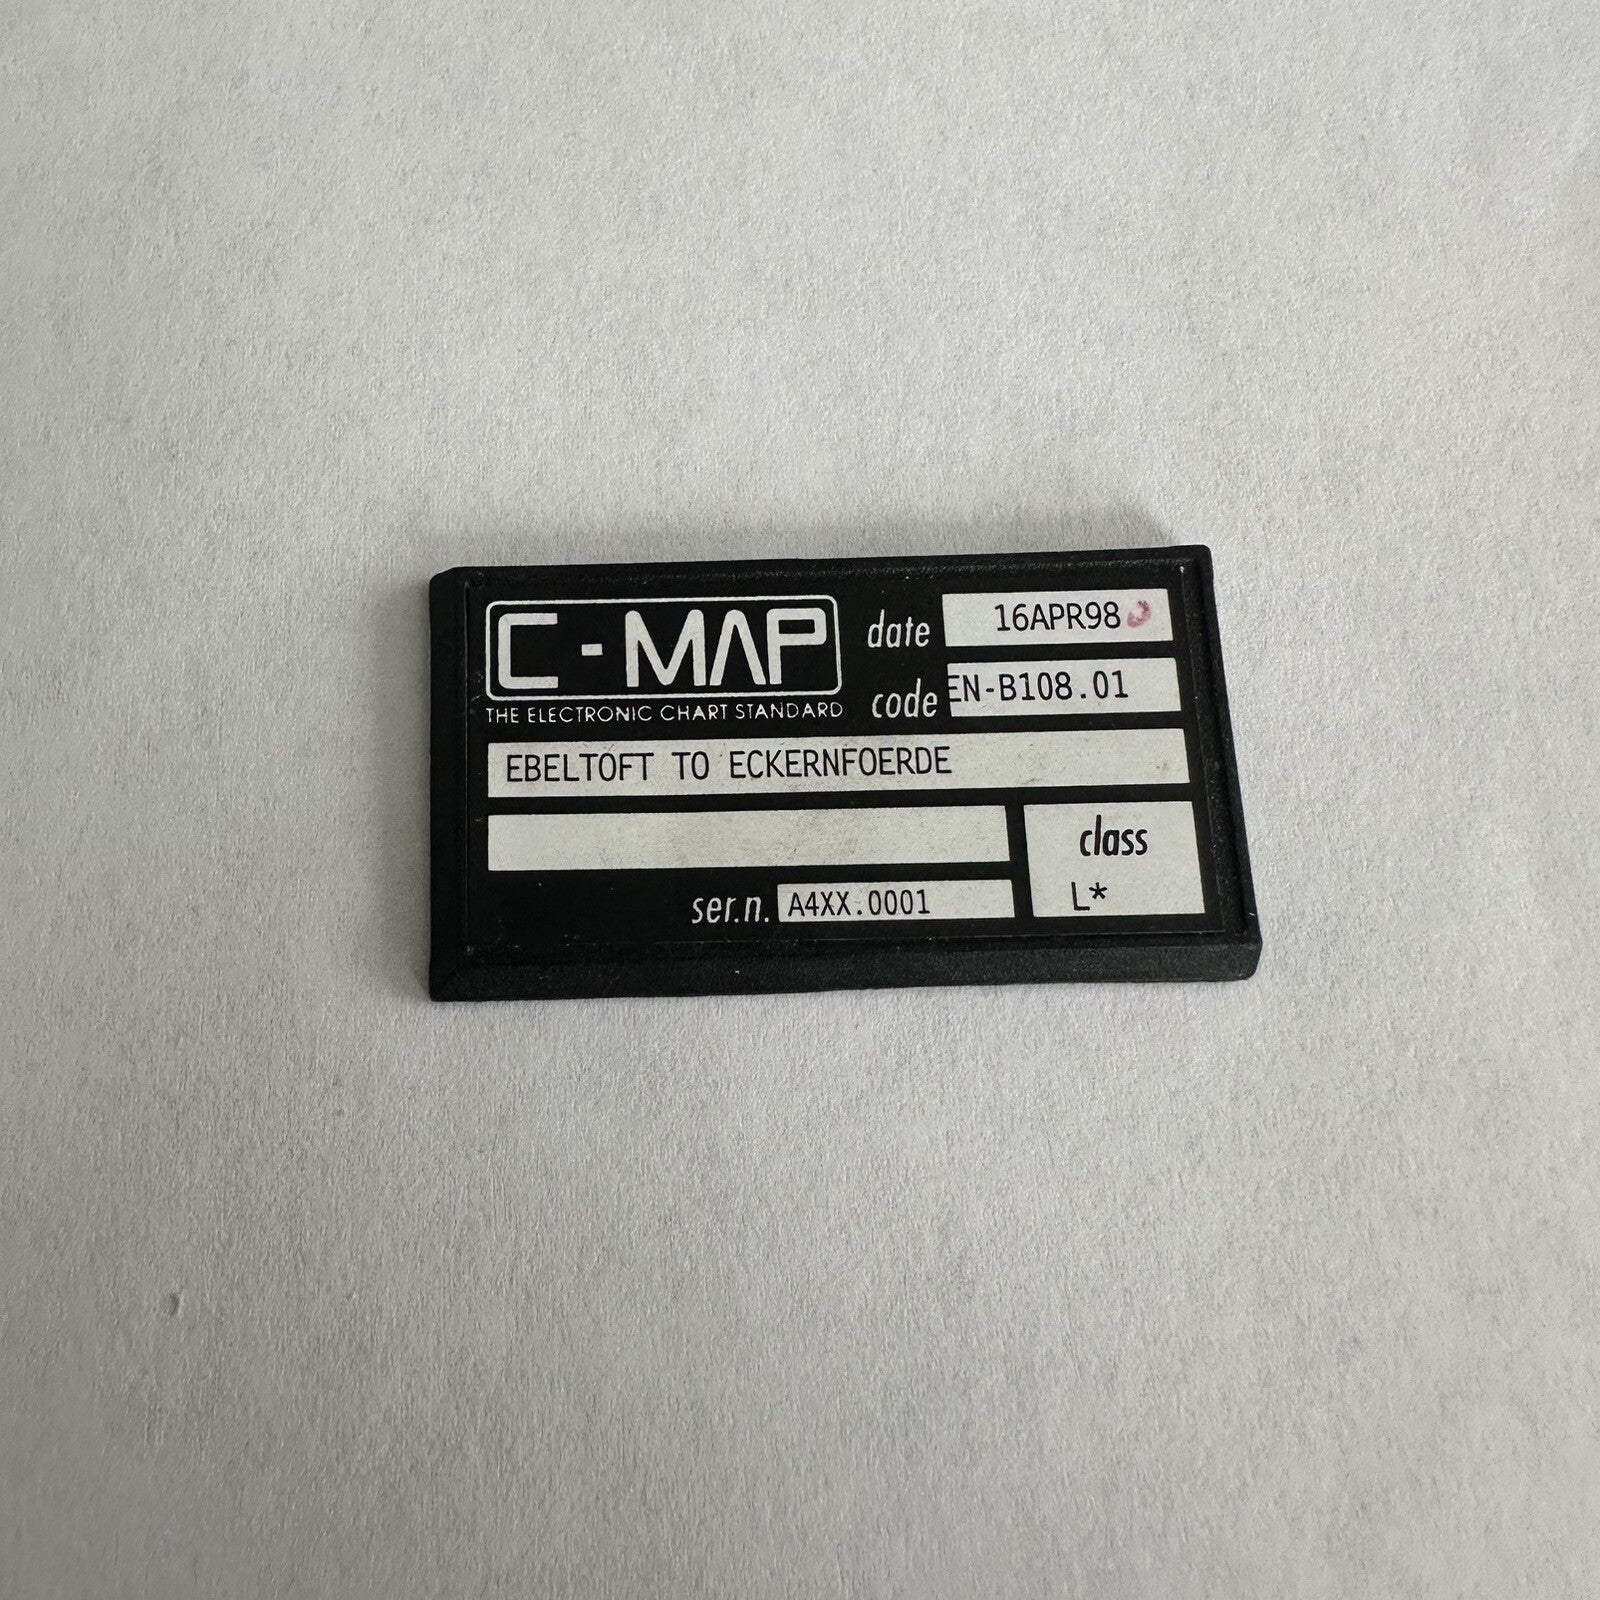 C-MAP
THE ELECTRONIC CHART STANDARD
date 16APR98
code EN-B108.01
EBELTOFT TO ECKERNFOERDE
class
L*
ser.n. A4XX.0001